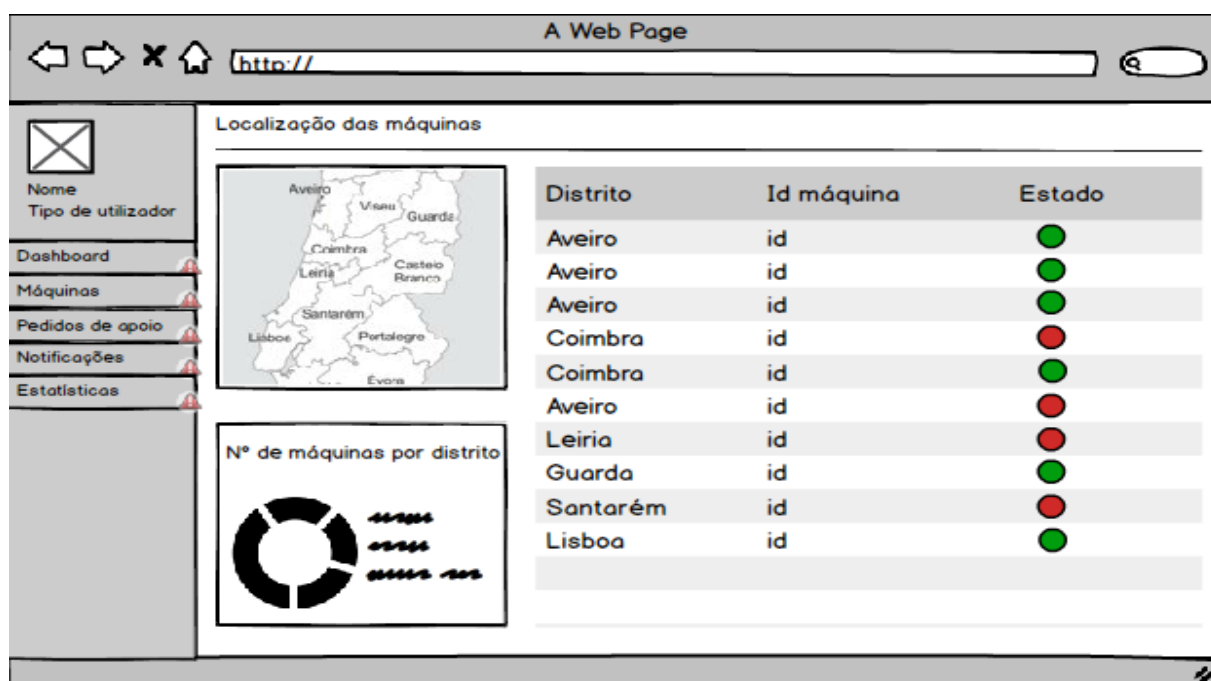 A Web Page
http://
Nome
Tipo de utilizador
Dashboard
Máquinas
Pedidos de apoio
Notificações
Estatísticas
Localização das máquinas
Aveiro
Viseu
Guarda
Coimbra
Castelo
Branco
Leiria
Santarém
Lisboa
Portalegre
Évora
Nº de máquinas por distrito
Distrito Id máquina Estado
Aveiro id
Aveiro id
Aveiro id
Coimbra id
Coimbra id
Aveiro id
Leiria id
Guarda id
Santarém id
Lisboa id